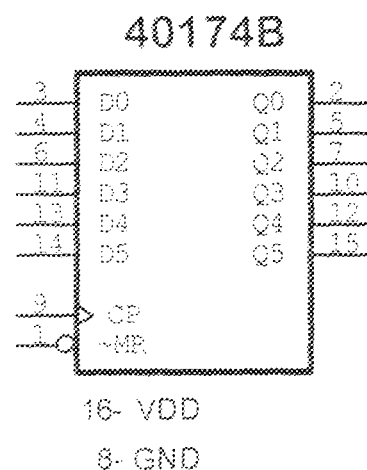 40174B
3 D0 Q0 2
4 D1 Q1 5
6 D2 Q2 7
11 D3 Q3 10
13 D4 Q4 12
14 D5 Q5 15
9 CP
1 ~MR
16- VDD
8- GND